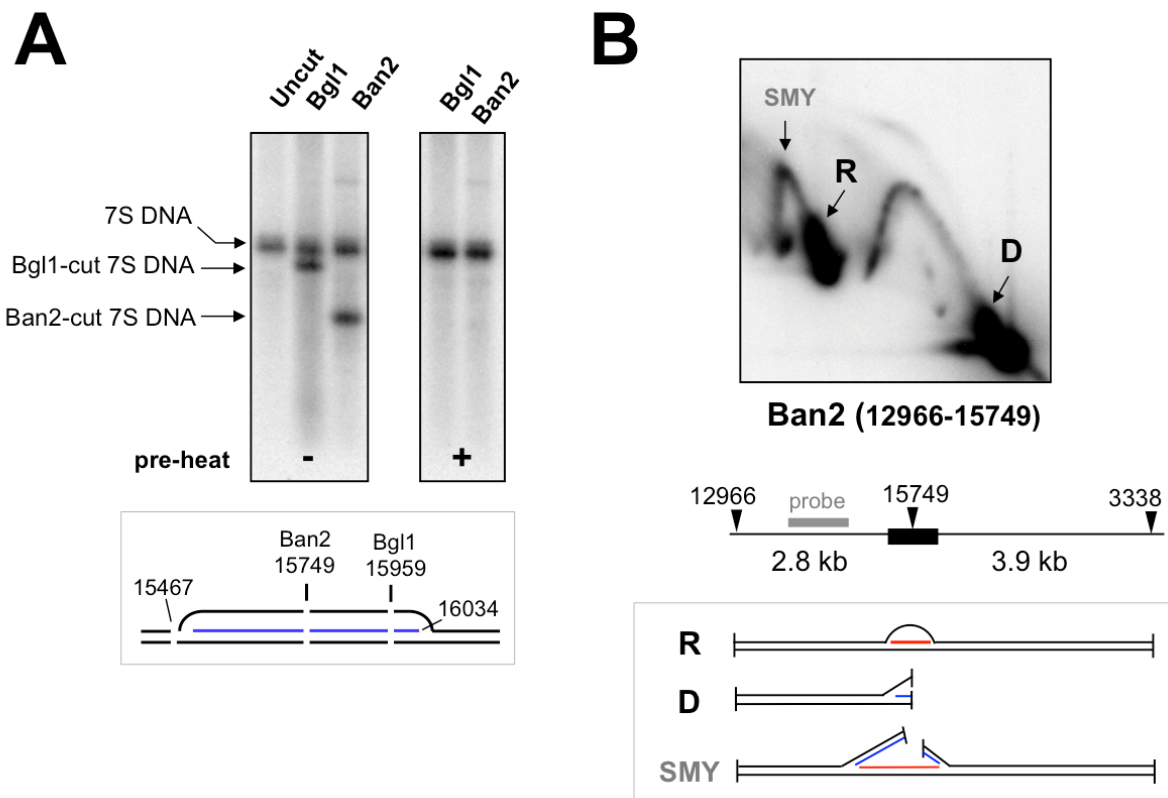 A
Uncut
Bgl1
Ban2
Bgl1
Ban2
7S DNA
Bgl1-cut 7S DNA
Ban2-cut 7S DNA
pre-heat
-
+
Ban2
15749
Bgl1
15959
15467
16034
B
SMY
R
D
Ban2 (12966-15749)
12966
probe
15749
3338
2.8 kb
3.9 kb
R
D
SMY